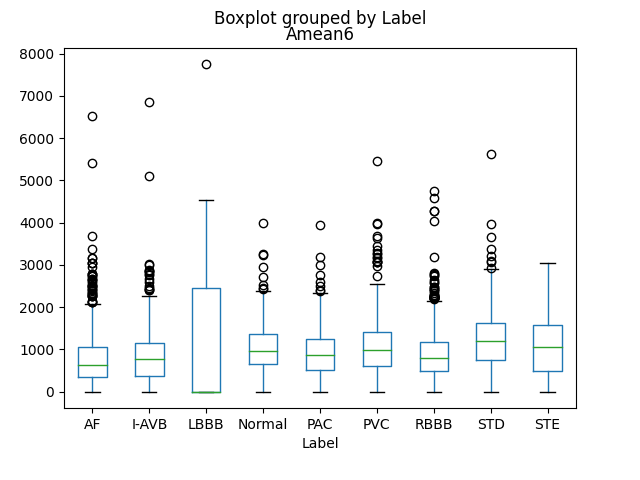 Boxplot grouped by Label
Amean6
8000
7000
6000
5000
4000
3000
2000
1000
0
AF I-AVB LBBB Normal PAC PVC RBBB STD STE
Label